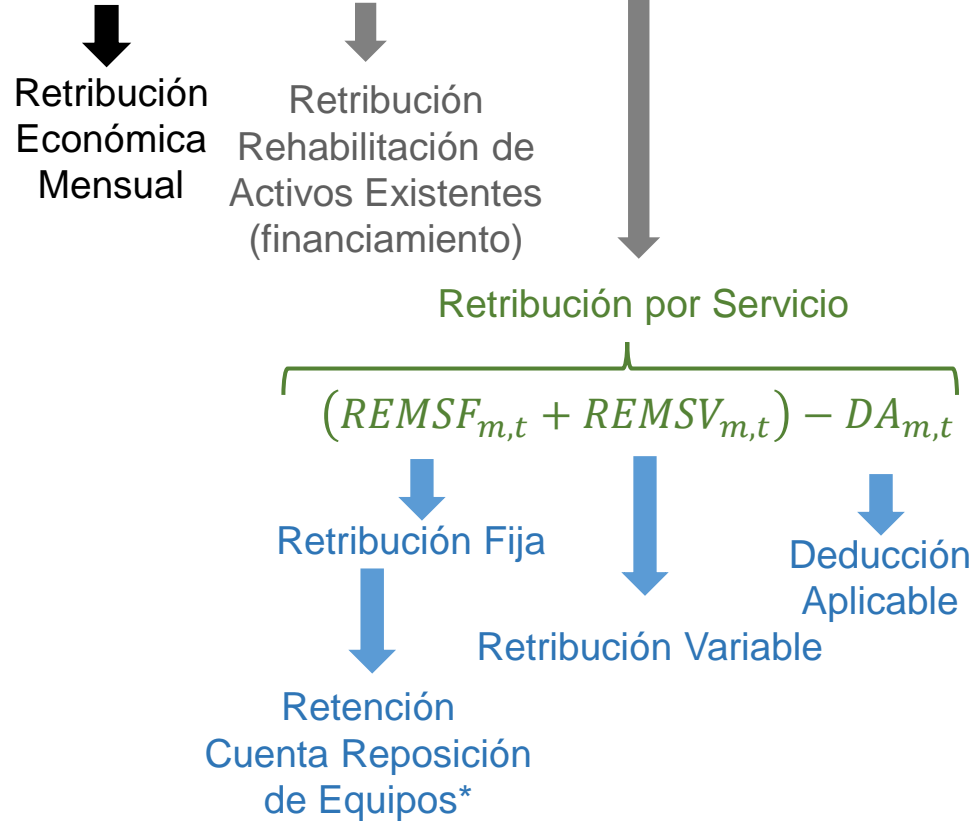 Retribución
Económica
Mensual
Retribución
Rehabilitación de
Activos Existentes
(financiamiento)
Retribución por Servicio
(REMSF_{m,t} + REMSV_{m,t}) − DA_{m,t}
Retribución Fija
Deducción
Aplicable
Retribución Variable
Retención
Cuenta Reposición
de Equipos*